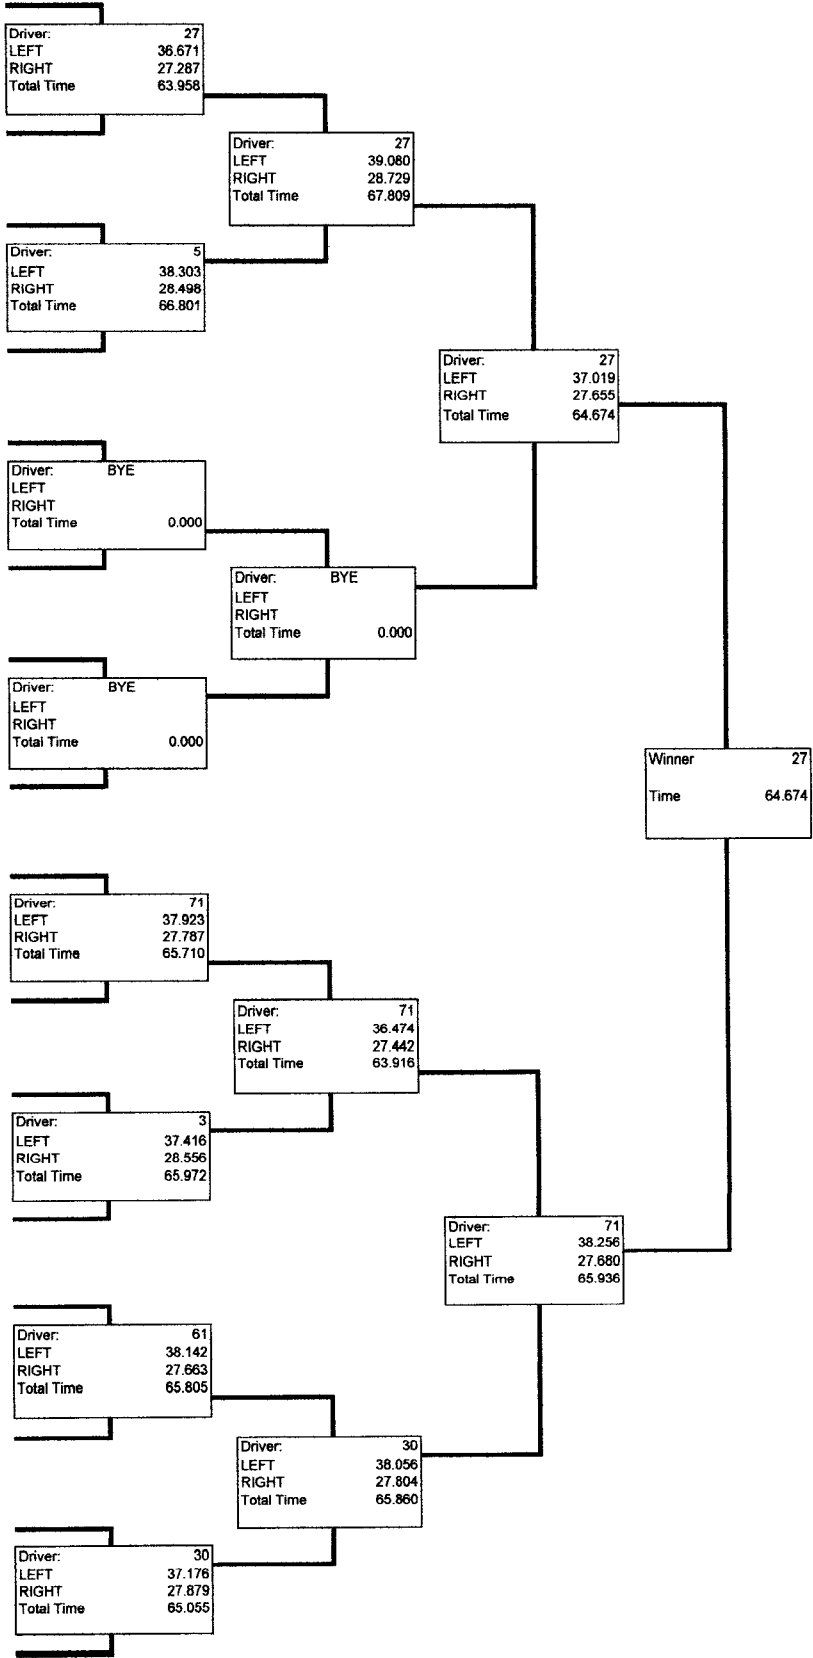 Driver: 27
LEFT 36.671
RIGHT 27.287
Total Time 63.958
Driver: 27
LEFT 39.080
RIGHT 28.729
Total Time 67.809
Driver: 5
LEFT 38.303
RIGHT 28.498
Total Time 66.801
Driver: 27
LEFT 37.019
RIGHT 27.655
Total Time 64.674
Driver: BYE
LEFT
RIGHT
Total Time 0.000
Driver: BYE
LEFT
RIGHT
Total Time 0.000
Driver: BYE
LEFT
RIGHT
Total Time 0.000
Winner 27
Time 64.674
Driver: 71
LEFT 37.923
RIGHT 27.787
Total Time 65.710
Driver: 71
LEFT 36.474
RIGHT 27.442
Total Time 63.916
Driver: 3
LEFT 37.416
RIGHT 28.556
Total Time 65.972
Driver: 71
LEFT 38.256
RIGHT 27.680
Total Time 65.936
Driver: 61
LEFT 38.142
RIGHT 27.663
Total Time 65.805
Driver: 30
LEFT 38.056
RIGHT 27.804
Total Time 65.860
Driver: 30
LEFT 37.176
RIGHT 27.879
Total Time 65.055